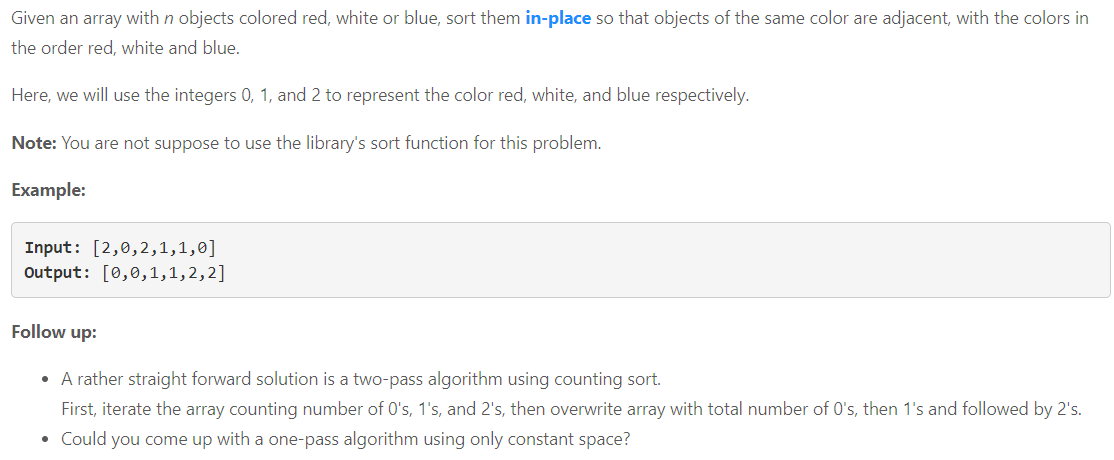 Given an array with n objects colored red, white or blue, sort them in-place so that objects of the same color are adjacent, with the colors in
the order red, white and blue.
Here, we will use the integers 0, 1, and 2 to represent the color red, white, and blue respectively.
Note: You are not suppose to use the library's sort function for this problem.
Example:
Input: [2,0,2,1,1,0]
Output: [0,0,1,1,2,2]
Follow up:
• A rather straight forward solution is a two-pass algorithm using counting sort.
First, iterate the array counting number of 0's, 1's, and 2's, then overwrite array with total number of 0's, then 1's and followed by 2's.
• Could you come up with a one-pass algorithm using only constant space?